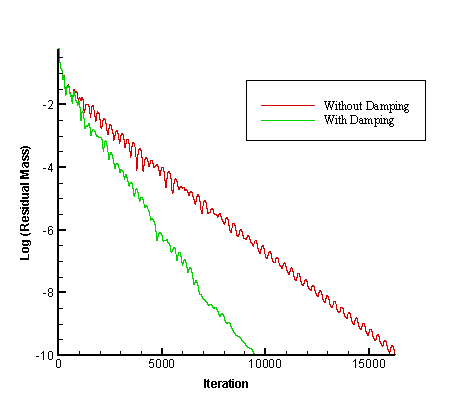 Without Damping
With Damping
Log (Residual Mass)
-2
-4
-6
-8
-10
0
5000
10000
15000
Iteration